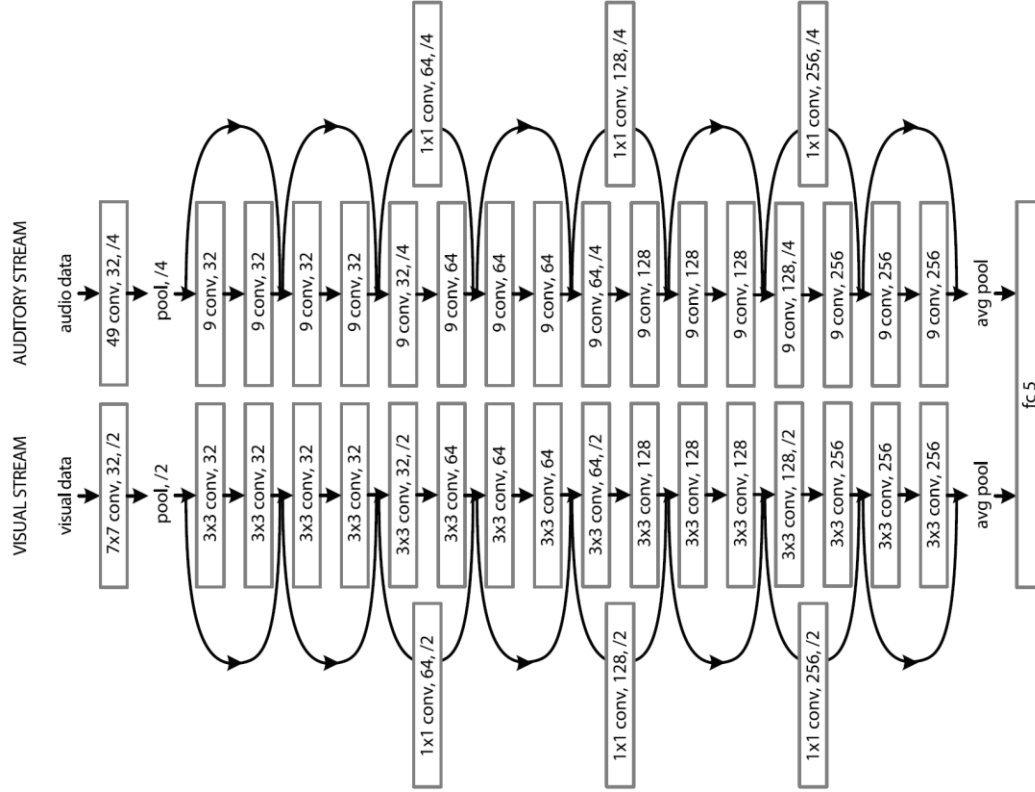 VISUAL STREAM
AUDITORY STREAM
visual data
audio data
7x7 conv, 32, /2
49 conv, 32, /4
pool, /2
pool, /4
3x3 conv, 32
9 conv, 32
3x3 conv, 32
9 conv, 32
3x3 conv, 32
9 conv, 32
3x3 conv, 32
9 conv, 32
3x3 conv, 32, /2
9 conv, 32, /4
1x1 conv, 64, /2
1x1 conv, 64, /4
3x3 conv, 64
9 conv, 64
3x3 conv, 64
9 conv, 64
3x3 conv, 64
9 conv, 64
3x3 conv, 64, /2
9 conv, 64, /4
1x1 conv, 128, /2
1x1 conv, 128, /4
3x3 conv, 128
9 conv, 128
3x3 conv, 128
9 conv, 128
3x3 conv, 128
9 conv, 128
3x3 conv, 128, /2
9 conv, 128, /4
1x1 conv, 256, /2
1x1 conv, 256, /4
3x3 conv, 256
9 conv, 256
3x3 conv, 256
9 conv, 256
3x3 conv, 256
9 conv, 256
avg pool
avg pool
fc 5